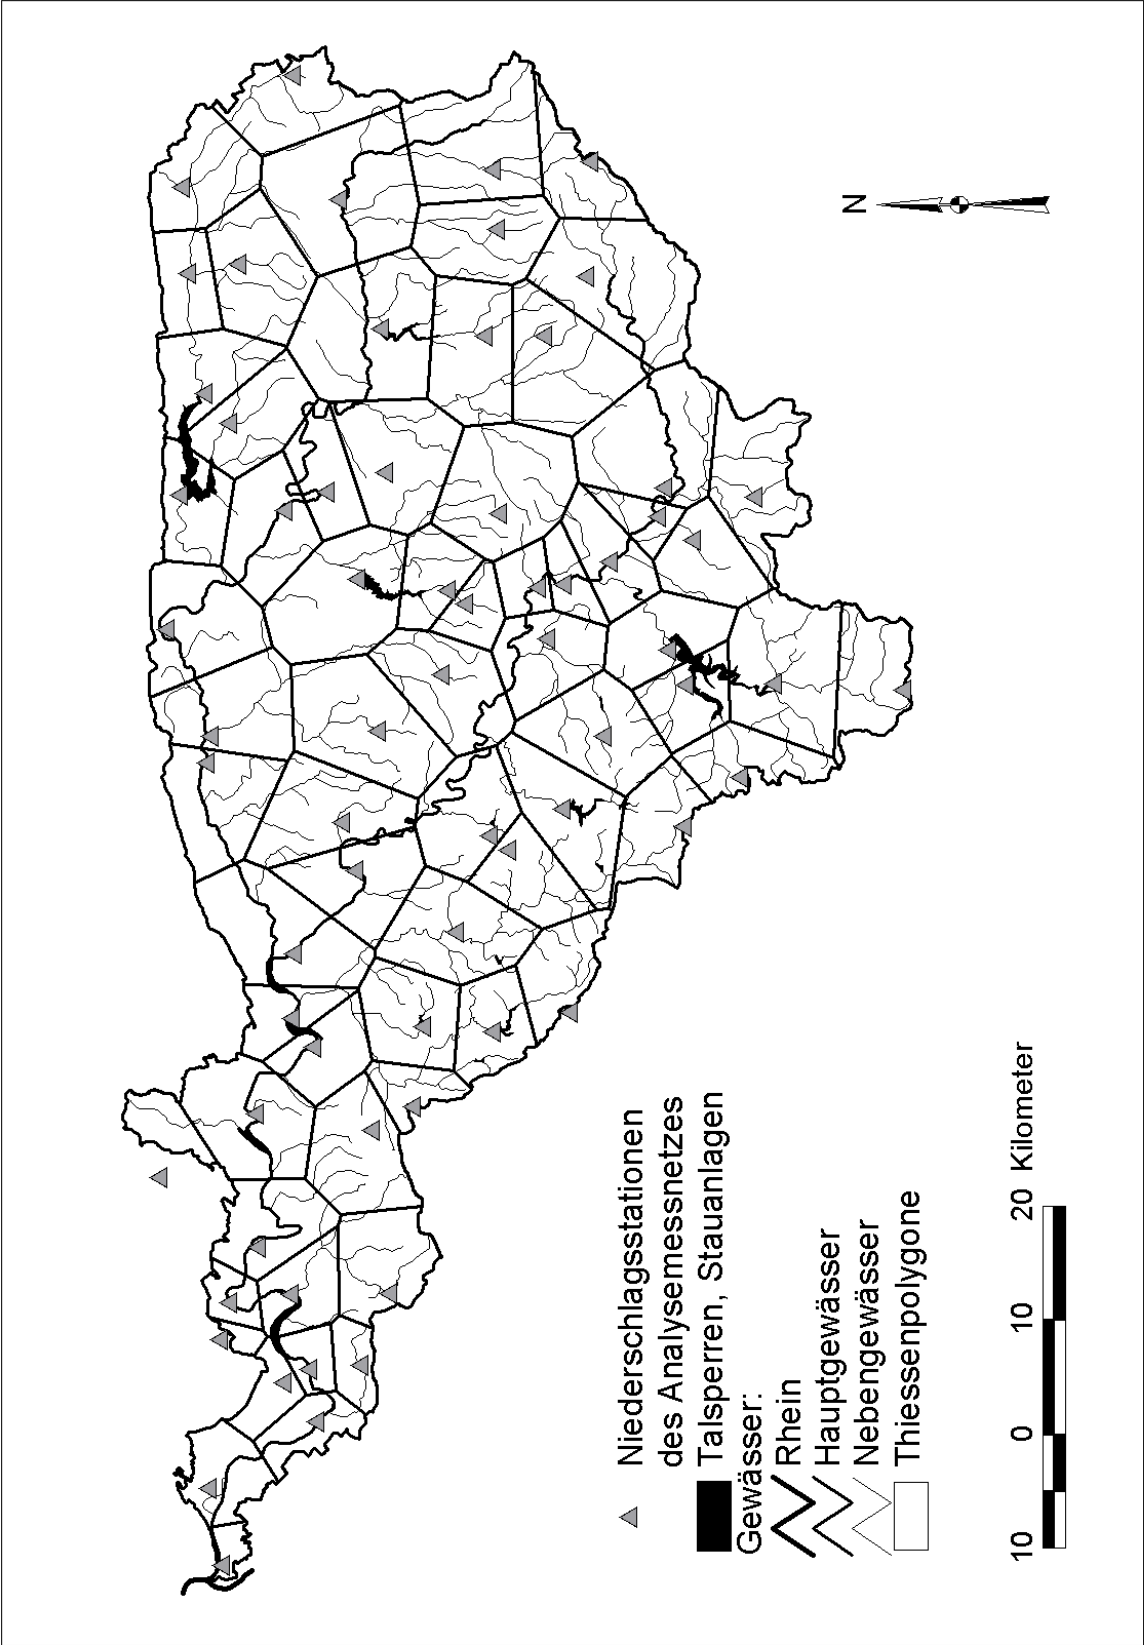 N
Niederschlagsstationen
des Analysemessnetzes
Talsperren, Stauanlagen
Gewässer:
Rhein
Hauptgewässer
Nebengewässer
Thiessenpolygone
10 0 10 20 Kilometer